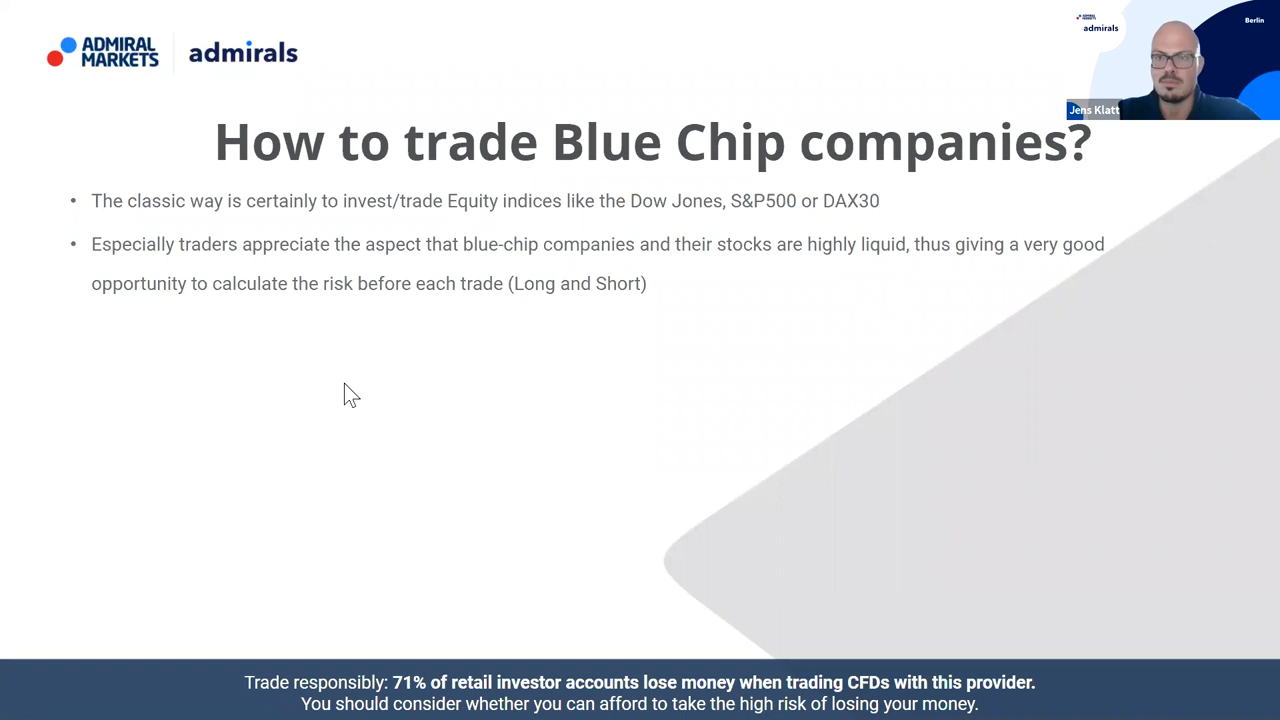 ADMIRAL
MARKETS
admirals
ADMIRAL
MARKETS
admirals
Berlin
Jens Klatt
How to trade Blue Chip companies?
• The classic way is certainly to invest/trade Equity indices like the Dow Jones, S&P500 or DAX30
• Especially traders appreciate the aspect that blue-chip companies and their stocks are highly liquid, thus giving a very good
opportunity to calculate the risk before each trade (Long and Short)
Trade responsibly: 71% of retail investor accounts lose money when trading CFDs with this provider.
You should consider whether you can afford to take the high risk of losing your money.